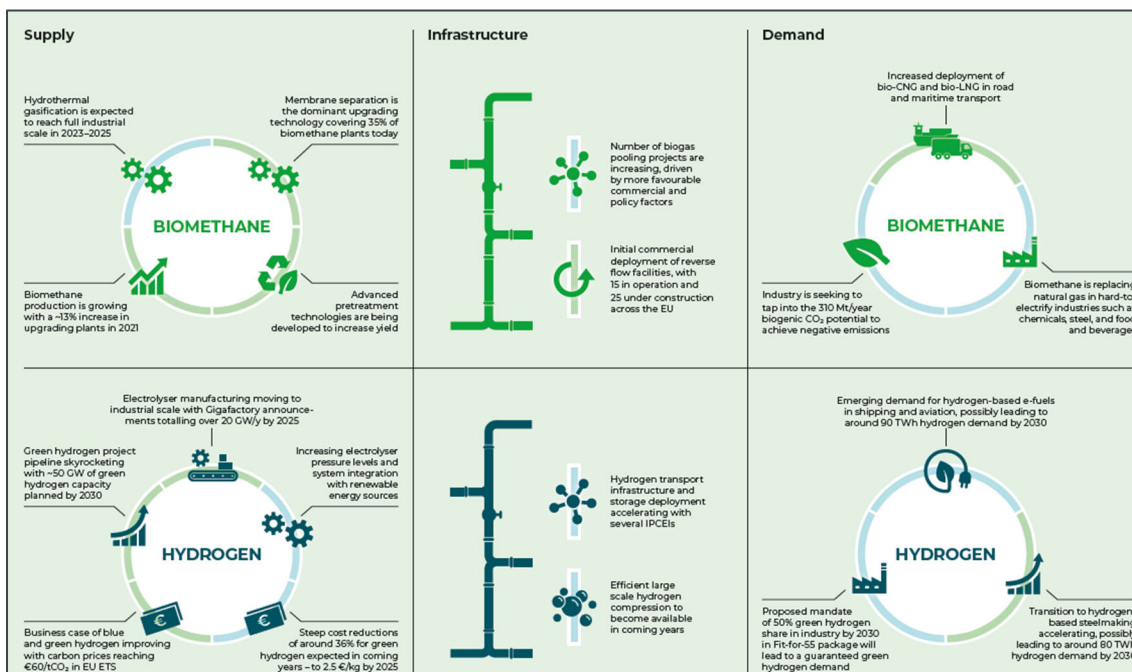 Supply
Hydrothermal
gasification is expected
to reach full industrial
scale in 2023–2025
Membrane separation is
the dominant upgrading
technology covering 35% of
biomethane plants today
BIOMETHANE
Biomethane
production is growing
with a ~13% increase in
upgrading plants in 2021
Advanced
pretreatment
technologies are being
developed to increase yield
Infrastructure
Number of biogas
pooling projects are
increasing, driven
by more favourable
commercial and
policy factors
Initial commercial
deployment of reverse
flow facilities, with
15 in operation and
25 under construction
across the EU
Demand
Increased deployment of
bio-CNG and bio-LNG in road
and maritime transport
BIOMETHANE
Industry is seeking to
tap into the 310 Mt/year
biogenic CO₂ potential to
achieve negative emissions
Biomethane is replacing
natural gas in hard-to
electrify industries such a
chemicals, steel, and food
and beverage
Electrolyser manufacturing moving to
industrial scale with Gigafactory announce-
ments totalling over 20 GW/y by 2025
Green hydrogen project
pipeline skyrocketing
with ~50 GW of green
hydrogen capacity
planned by 2030
Increasing electrolyser
pressure levels and
system integration
with renewable
energy sources
HYDROGEN
€
€
Business case of blue
and green hydrogen improving
with carbon prices reaching
€60/tCO₂ in EU ETS
Steep cost reductions
of around 36% for green
hydrogen expected in coming
years – to 2.5 €/kg by 2025
Hydrogen transport
infrastructure and
storage deployment
accelerating with
several IPCEIs
Efficient large
scale hydrogen
compression to
become available
in coming years
Emerging demand for hydrogen-based e-fuels
in shipping and aviation, possibly leading to
around 90 TWh hydrogen demand by 2030
HYDROGEN
Proposed mandate
of 50% green hydrogen
share in industry by 2030
in Fit-for-55 package will
lead to a guaranteed green
hydrogen demand
Transition to hydrogen
based steelmaking
accelerating, possibly
leading to around 80 TW
hydrogen demand by 2030